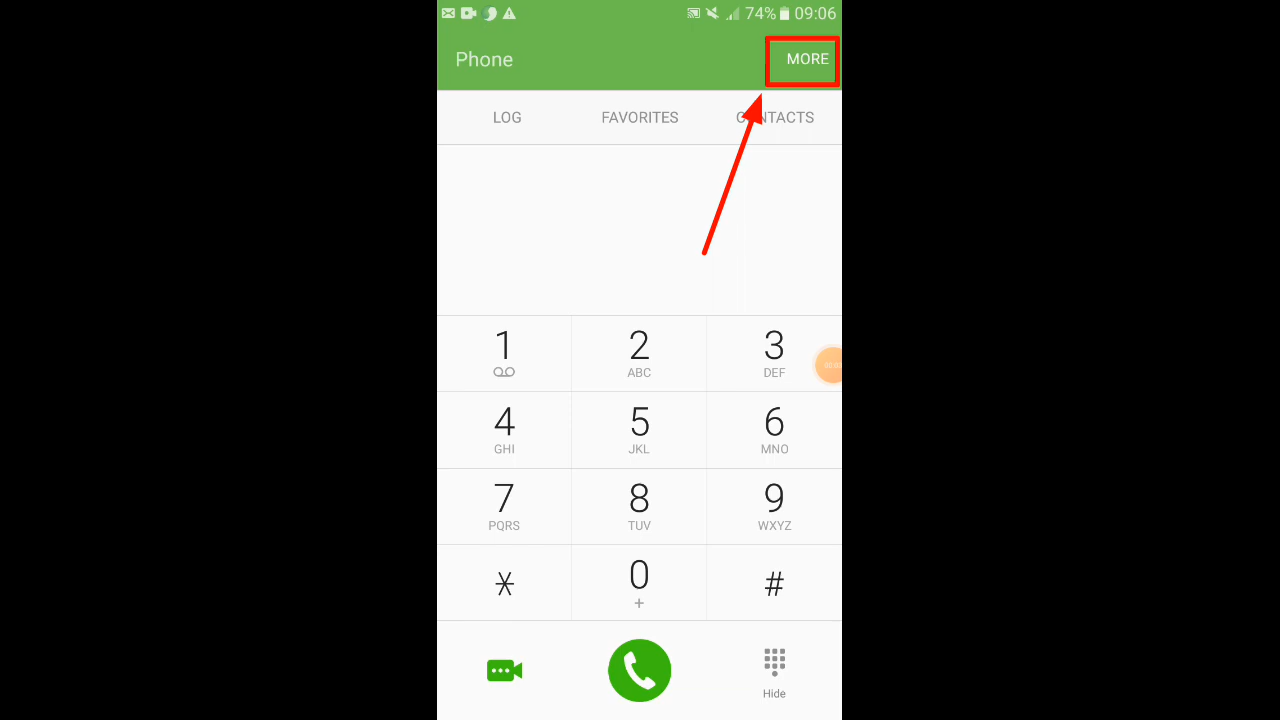 74% 09:06
Phone MORE
LOG FAVORITES CONTACTS
1 2 3
ABC DEF
4 5 6
GHI JKL MNO
7 8 9
PQRS TUV WXYZ
* 0 #
+
Hide